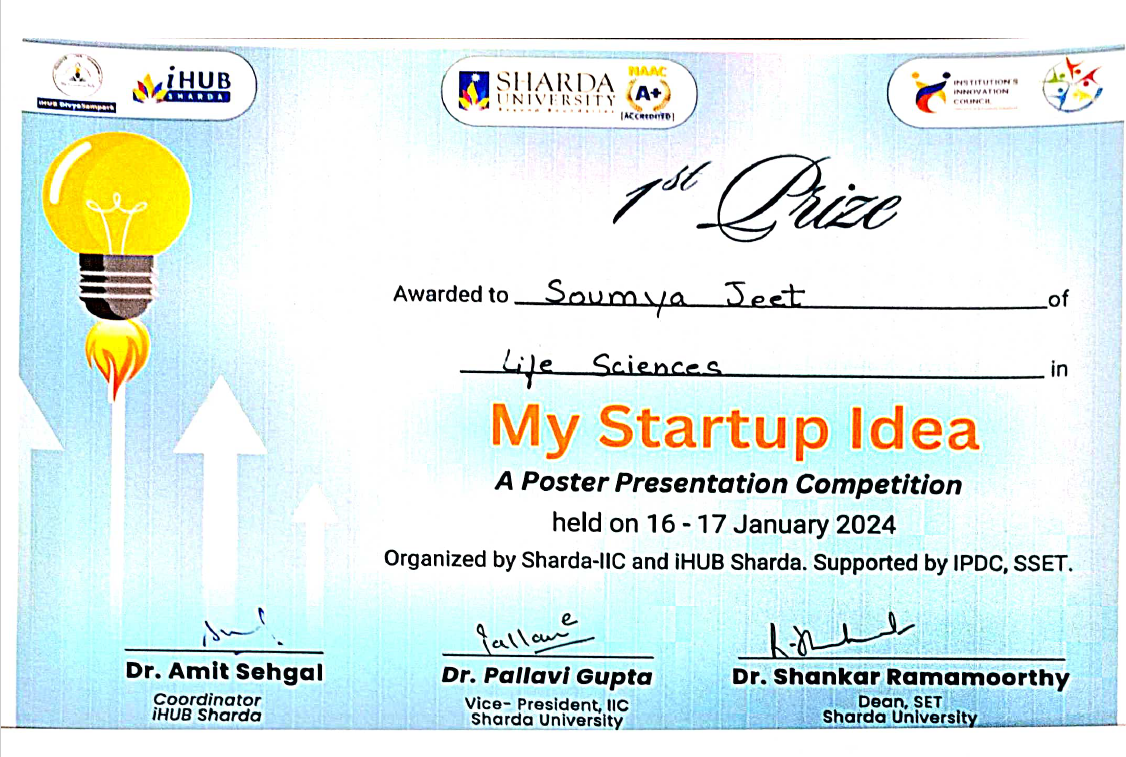 iHUB DivyaSampark
iHUB
SHARDA
SHARDA
UNIVERSITY
NAAC
A+
[ACCREDITED]
INSTITUTION'S
INNOVATION
COUNCIL
1st Prize
Awarded to Soumya Jeet of
Life Sciences in
My Startup Idea
A Poster Presentation Competition
held on 16 - 17 January 2024
Organized by Sharda-IIC and iHUB Sharda. Supported by IPDC, SSET.
Pallavi
Dr. Amit Sehgal
Coordinator
iHUB Sharda
Dr. Pallavi Gupta
Vice- President, IIC
Sharda University
Dr. Shankar Ramamoorthy
Dean, SET
Sharda University